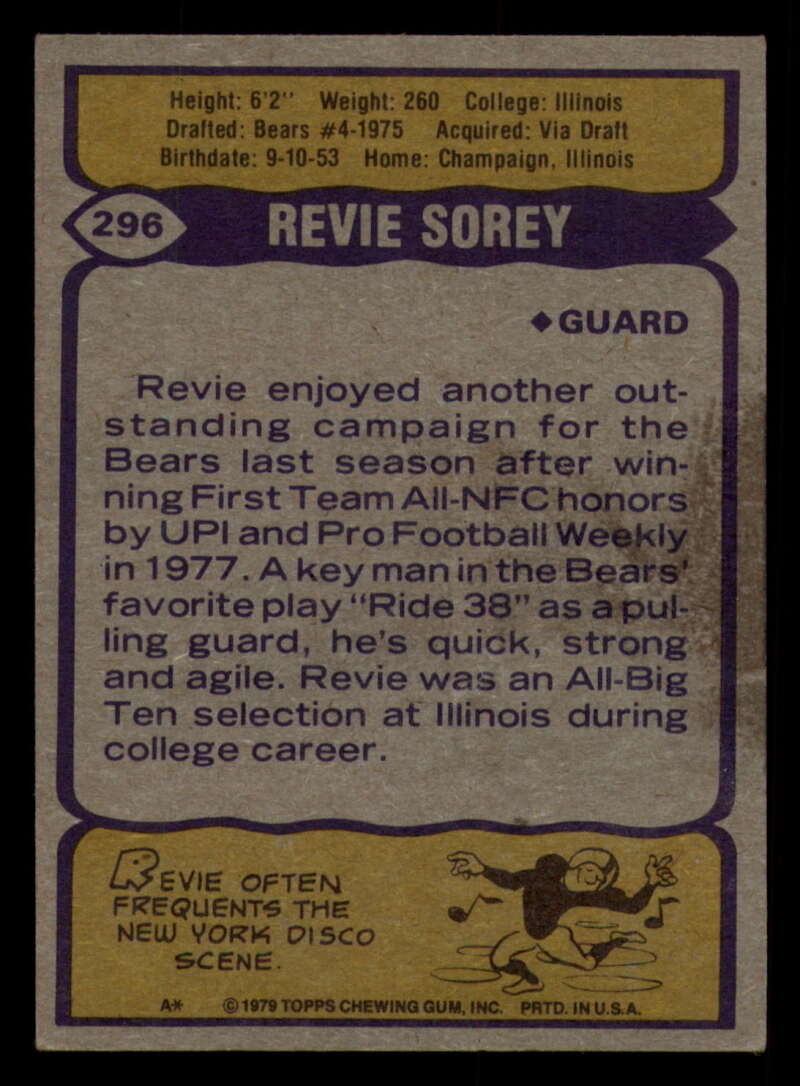 Height: 6'2" Weight: 260 College: Illinois
Drafted: Bears #4-1975 Acquired: Via Draft
Birthdate: 9-10-53 Home: Champaign, Illinois
296 REVIE SOREY
◆GUARD
Revie enjoyed another out-
standing campaign for the
Bears last season after win-
ning First Team All-NFC honors
by UPI and Pro Football Weekly
in 1977. A key man in the Bears'
favorite play "Ride 38" as a pul-
ling guard, he's quick, strong
and agile. Revie was an All-Big
Ten selection at Illinois during
college career.
REVIE OFTEN
FREQUENTS THE
NEW YORK DISCO
SCENE.
A* © 1979 TOPPS CHEWING GUM, INC. PRTD. IN U.S.A.